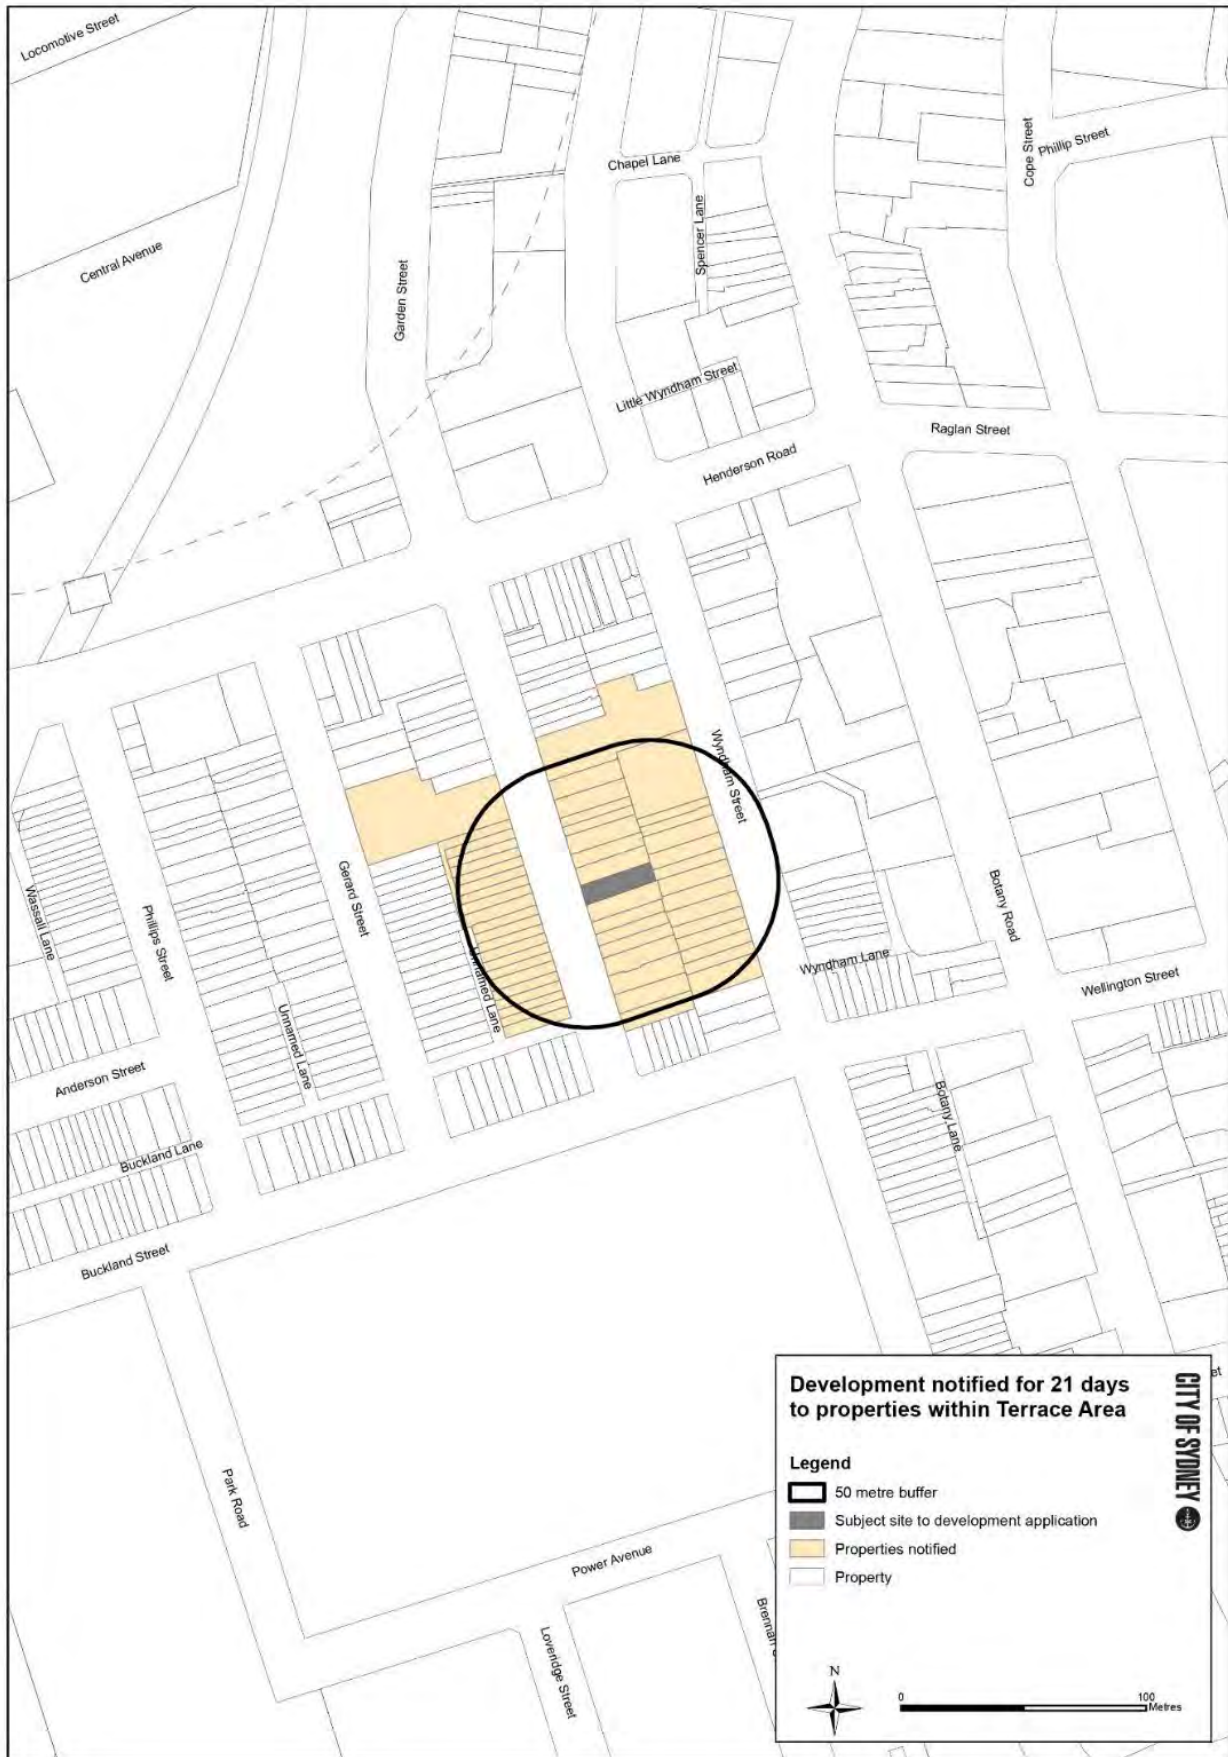 Locomotive Street
Phillip Street
Cope Street
Chapel Lane
Spencer Lane
Central Avenue
Garden Street
Little Wyndham Street
Raglan Street
Henderson Road
Wyndham Street
Gerard Street
Wassall Lane
Phillips Street
Botany Road
Unnamed Lane
Wyndham Lane
Wellington Street
Unnamed Lane
Anderson Street
Botany Lane
Buckland Lane
Buckland Street
Park Road
Power Avenue
Loveridge Street
et
Development notified for 21 days
to properties within Terrace Area
CITY OF SYDNEY
Legend
50 metre buffer
Subject site to development application
Properties notified
Property
N
0 100
Metres